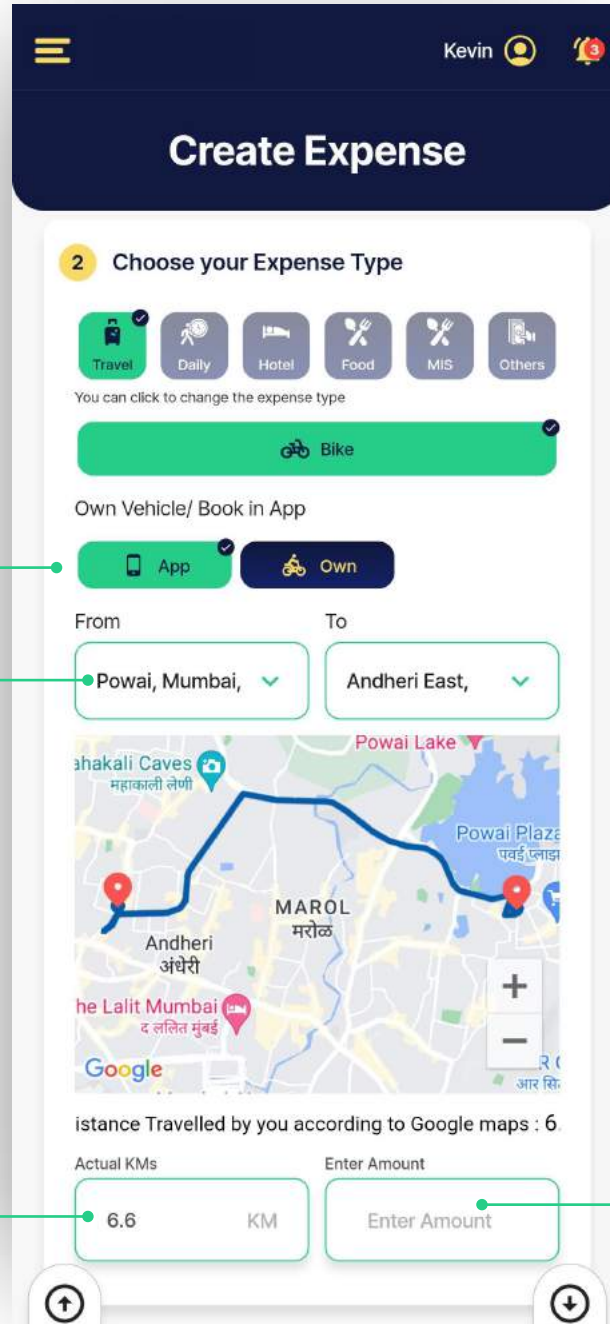 Kevin
3
Create Expense
2 Choose your Expense Type
Travel Daily Hotel Food MIS Others
You can click to change the expense type
Bike
Own Vehicle/ Book in App
App Own
From To
Powai, Mumbai, Andheri East,
Powai Lake
ahakali Caves
महाकाली लेणी
Powai Plaza
पवई प्लाझा
MAROL
मरोळ
Andheri
अंधेरी
+
he Lalit Mumbai
द ललित मुंबई
−
Google
R C
आर सि
istance Travelled by you according to Google maps : 6.
Actual KMs Enter Amount
6.6 KM Enter Amount